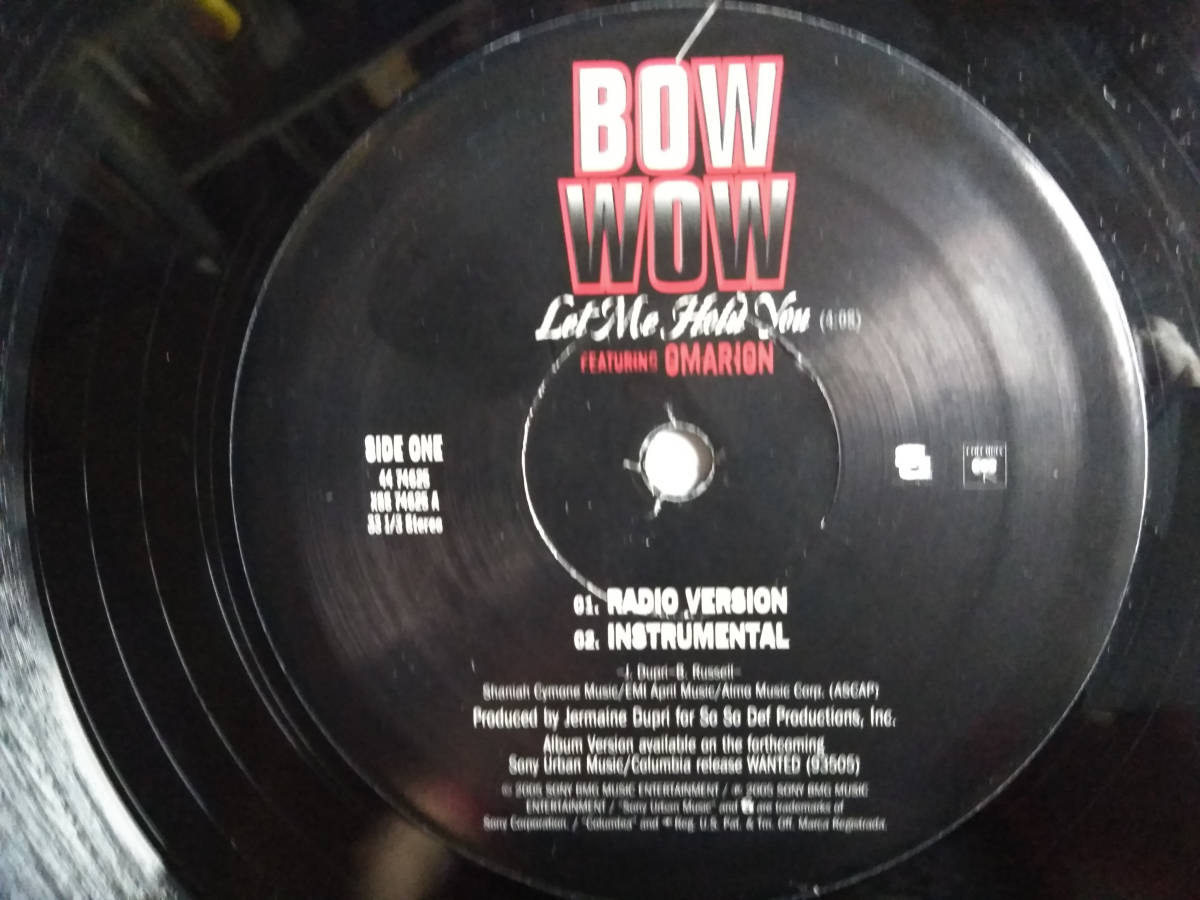 BOW
WOW
Let Me Hold You (4:08)
FEATURING OMARION
SIDE ONE
44 74625
XSS 74625 A
33 1/3 Stereo
COLUMBIA
01: RADIO VERSION
02: INSTRUMENTAL
-J. Dupri-B. Russell-
Shaniah Cymone Music/EMI April Music/Almo Music Corp. (ASCAP)
Produced by Jermaine Dupri for So So Def Productions, Inc.
Album Version available on the forthcoming
Sony Urban Music/Columbia release WANTED (93505)
© 2005 SONY BMG MUSIC ENTERTAINMENT / ℗ 2005 SONY BMG MUSIC
ENTERTAINMENT / "Sony Urban Music" and are trademarks of
Sony Corporation / "Columbia" and Reg. U.S. Pat. & Tm. Off. Marca Registrada.